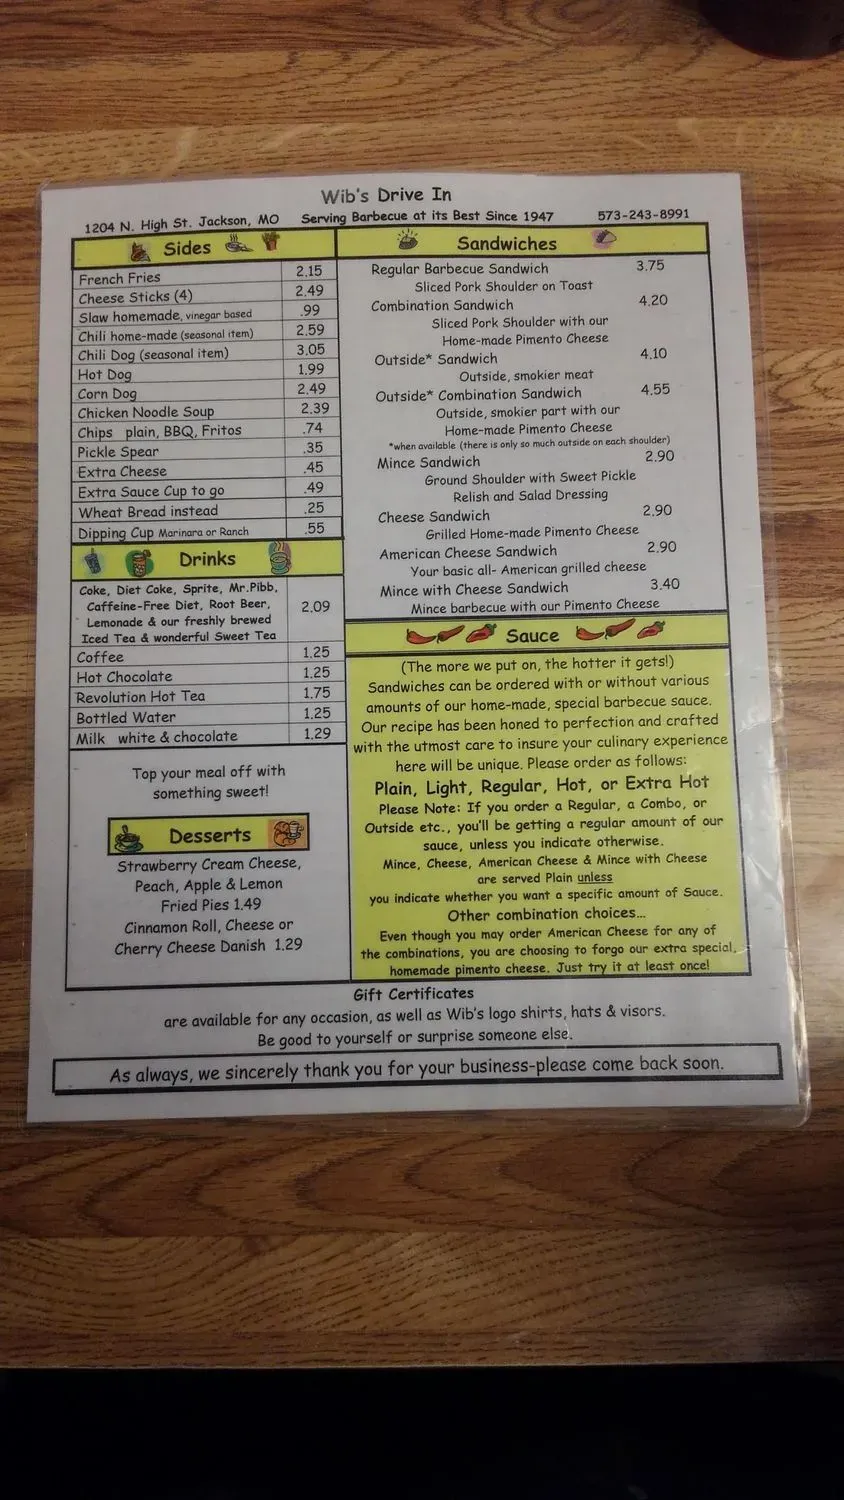 Wib's Drive In
1204 N. High St. Jackson, MO Serving Barbecue at its Best Since 1947 573-243-8991
Sides
French Fries 2.15
Cheese Sticks (4) 2.49
Slaw homemade, vinegar based .99
Chili home-made (seasonal item) 2.59
Chili Dog (seasonal item) 3.05
Hot Dog 1.99
Corn Dog 2.49
Chicken Noodle Soup 2.39
Chips plain, BBQ, Fritos .74
Pickle Spear .35
Extra Cheese .45
Extra Sauce Cup to go .49
Wheat Bread instead .25
Dipping Cup Marinara or Ranch .55
Drinks
Coke, Diet Coke, Sprite, Mr.Pibb,
Caffeine-Free Diet, Root Beer,
Lemonade & our freshly brewed
Iced Tea & wonderful Sweet Tea
2.09
Coffee 1.25
Hot Chocolate 1.25
Revolution Hot Tea 1.75
Bottled Water 1.25
Milk white & chocolate 1.29
Top your meal off with
something sweet!
Desserts
Strawberry Cream Cheese,
Peach, Apple & Lemon
Fried Pies 1.49
Cinnamon Roll, Cheese or
Cherry Cheese Danish 1.29
Sandwiches
Regular Barbecue Sandwich 3.75
Sliced Pork Shoulder on Toast
Combination Sandwich 4.20
Sliced Pork Shoulder with our
Home-made Pimento Cheese
Outside* Sandwich 4.10
Outside, smokier meat
Outside* Combination Sandwich 4.55
Outside, smokier part with our
Home-made Pimento Cheese
*when available (there is only so much outside on each shoulder)
Mince Sandwich 2.90
Ground Shoulder with Sweet Pickle
Relish and Salad Dressing
Cheese Sandwich 2.90
Grilled Home-made Pimento Cheese
American Cheese Sandwich 2.90
Your basic all- American grilled cheese
Mince with Cheese Sandwich 3.40
Mince barbecue with our Pimento Cheese
Sauce
(The more we put on, the hotter it gets!)
Sandwiches can be ordered with or without various
amounts of our home-made, special barbecue sauce.
Our recipe has been honed to perfection and crafted
with the utmost care to insure your culinary experience
here will be unique. Please order as follows:
Plain, Light, Regular, Hot, or Extra Hot
Please Note: If you order a Regular, a Combo, or
Outside etc., you'll be getting a regular amount of our
sauce, unless you indicate otherwise.
Mince, Cheese, American Cheese & Mince with Cheese
are served Plain unless
you indicate whether you want a specific amount of Sauce.
Other combination choices...
Even though you may order American Cheese for any of
the combinations, you are choosing to forgo our extra special,
homemade pimento cheese. Just try it at least once!
Gift Certificates
are available for any occasion, as well as Wib's logo shirts, hats & visors.
Be good to yourself or surprise someone else.
As always, we sincerely thank you for your business-please come back soon.